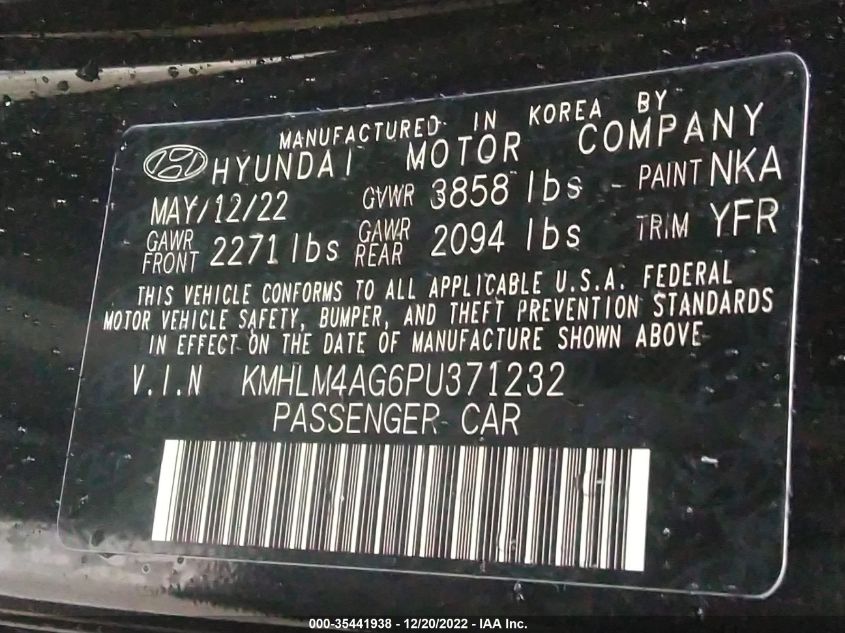 MANUFACTURED IN KOREA BY
HYUNDAI MOTOR COMPANY
MAY/12/22 GVWR 3858 lbs PAINT NKA
GAWR FRONT 2271 lbs GAWR REAR 2094 lbs TRIM YFR
THIS VEHICLE CONFORMS TO ALL APPLICABLE U.S.A. FEDERAL
MOTOR VEHICLE SAFETY, BUMPER, AND THEFT PREVENTION STANDARDS
IN EFFECT ON THE DATE OF MANUFACTURE SHOWN ABOVE
V.I.N KMHLM4AG6PU371232
PASSENGER CAR
000-35441938 - 12/20/2022 - IAA Inc.